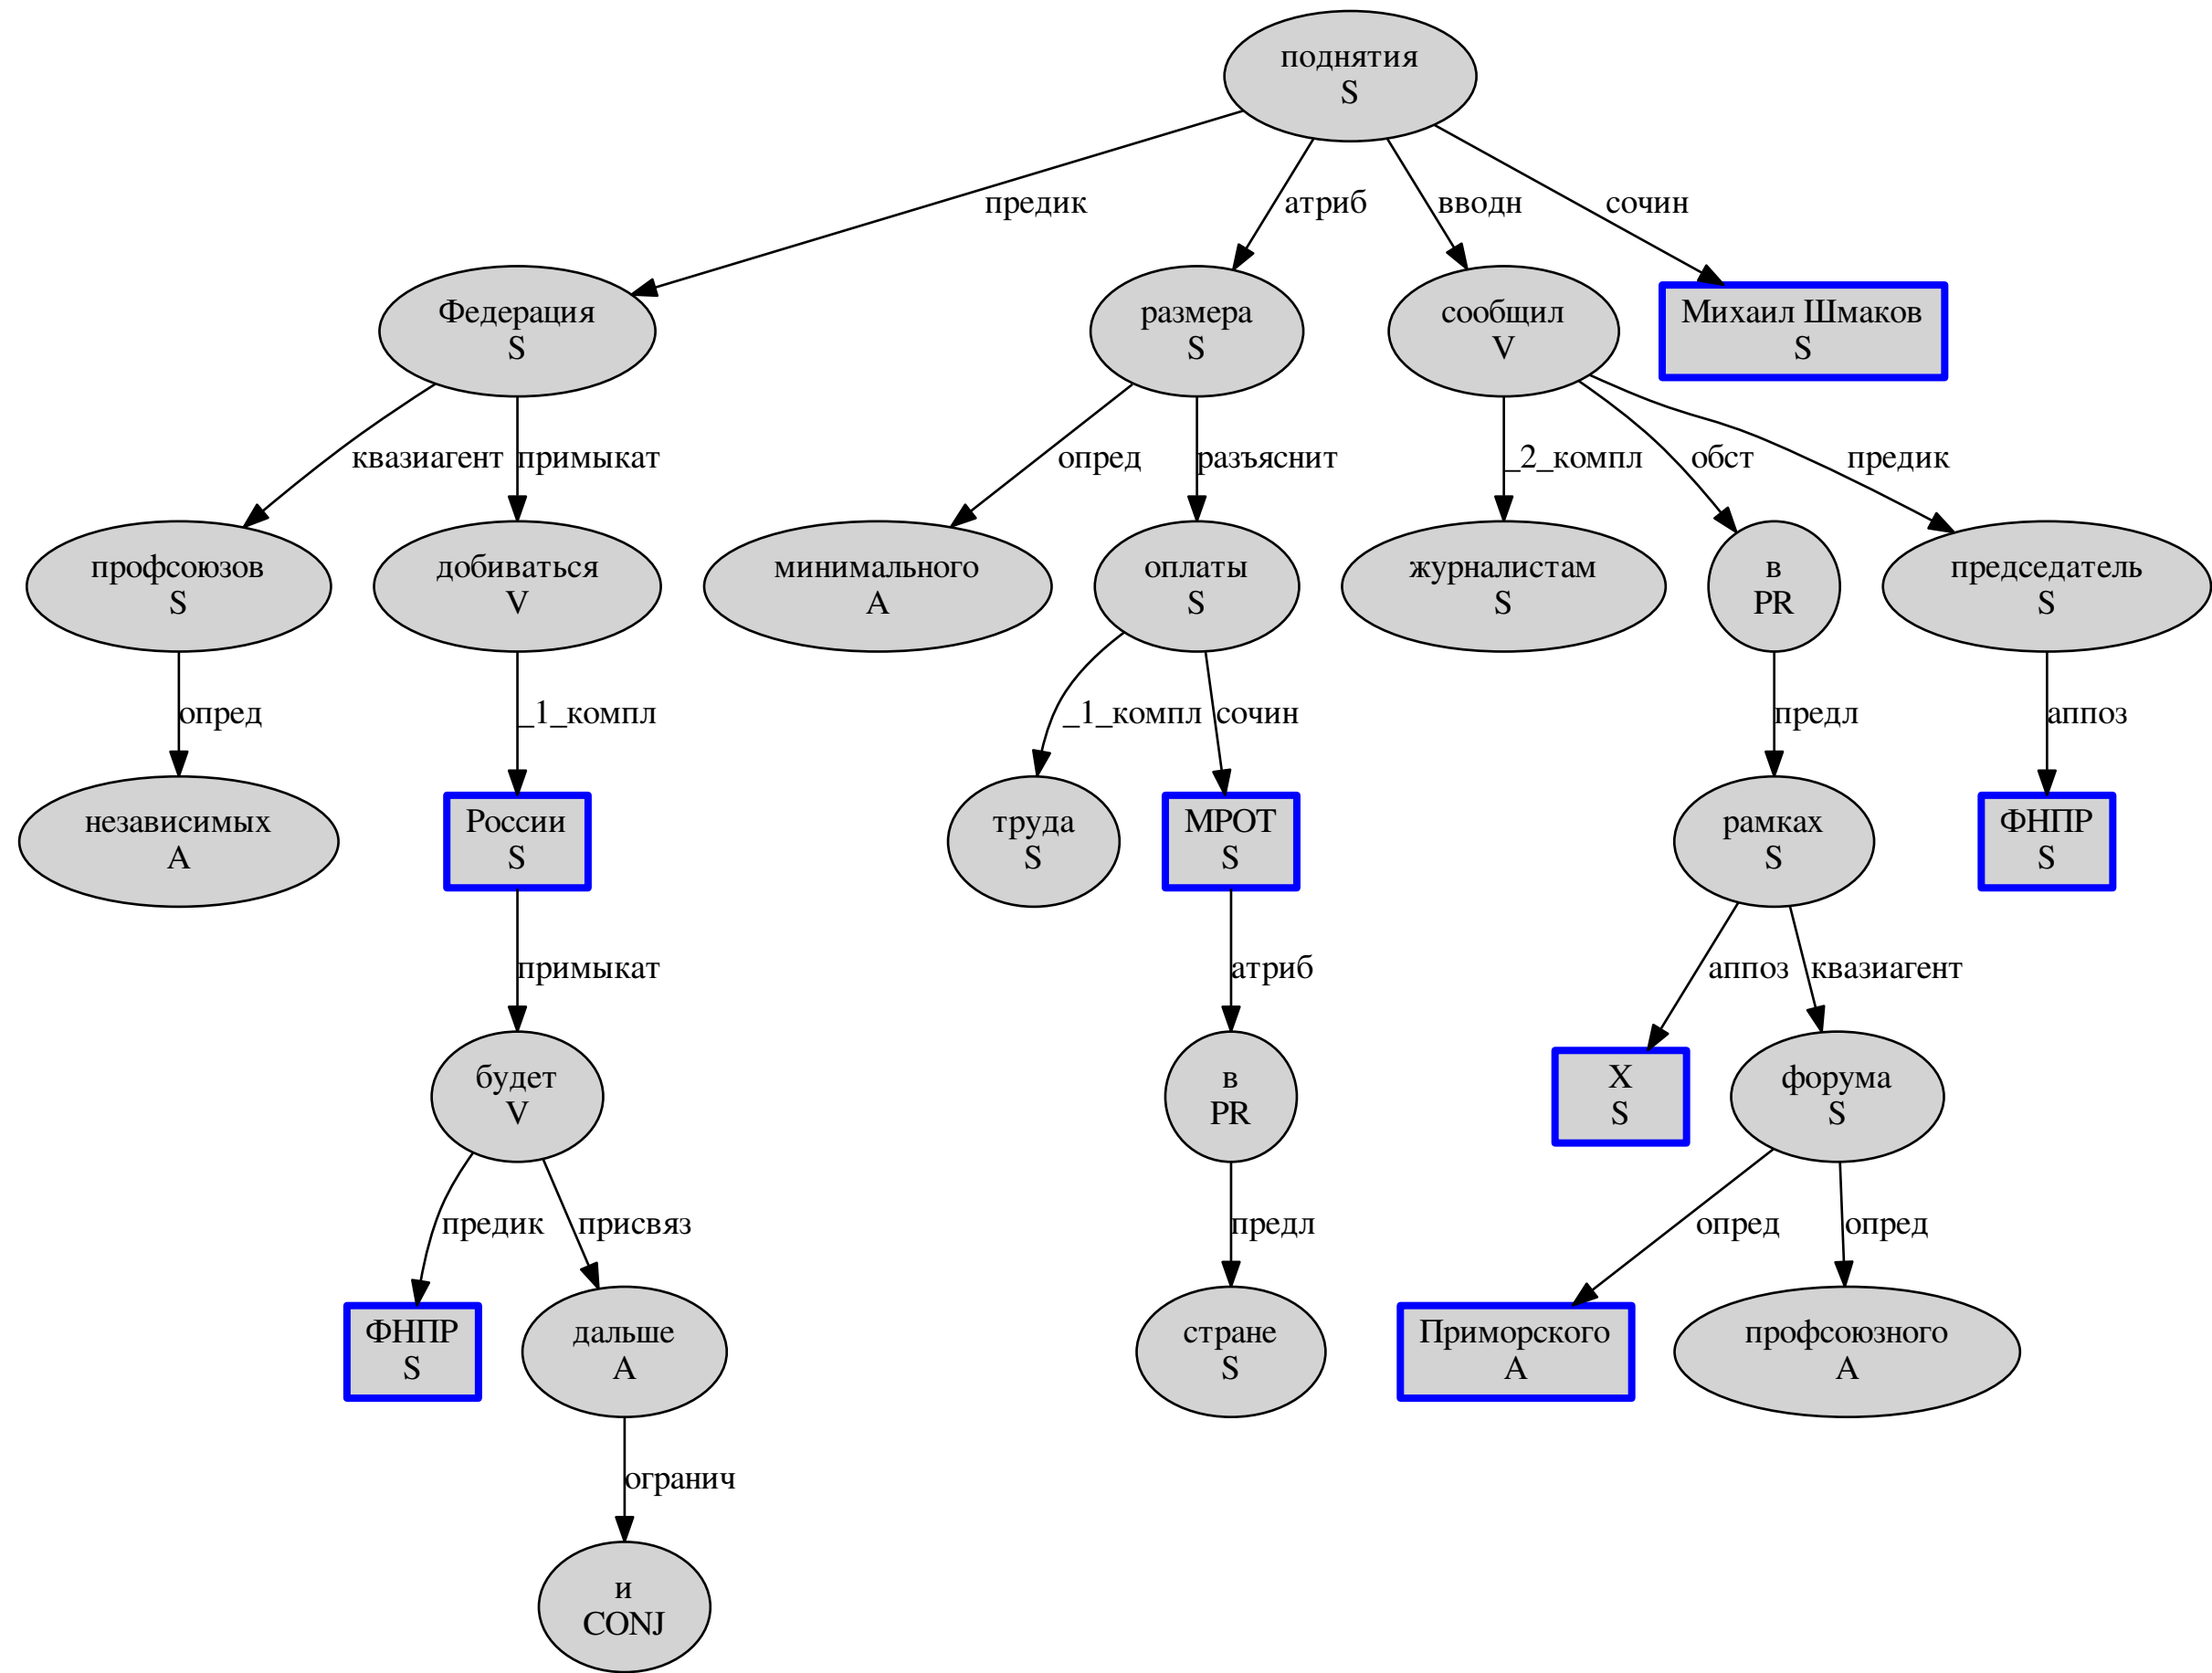 поднятия
S
предик
атриб
вводн
сочин
Федерация
S
размера
S
сообщил
V
Михаил Шмаков
S
квазиагент
примыкат
опред
разъяснит
_2_компл
обст
предик
профсоюзов
S
добиваться
V
минимального
A
оплаты
S
журналистам
S
в
PR
председатель
S
опред
_1_компл
_1_компл
сочин
предл
аппоз
независимых
A
России
S
труда
S
МРОТ
S
рамках
S
ФНПР
S
примыкат
атриб
аппоз
квазиагент
будет
V
в
PR
X
S
форума
S
предик
присвяз
предл
опред
опред
ФНПР
S
дальше
A
стране
S
Приморского
A
профсоюзного
A
огранич
и
CONJ